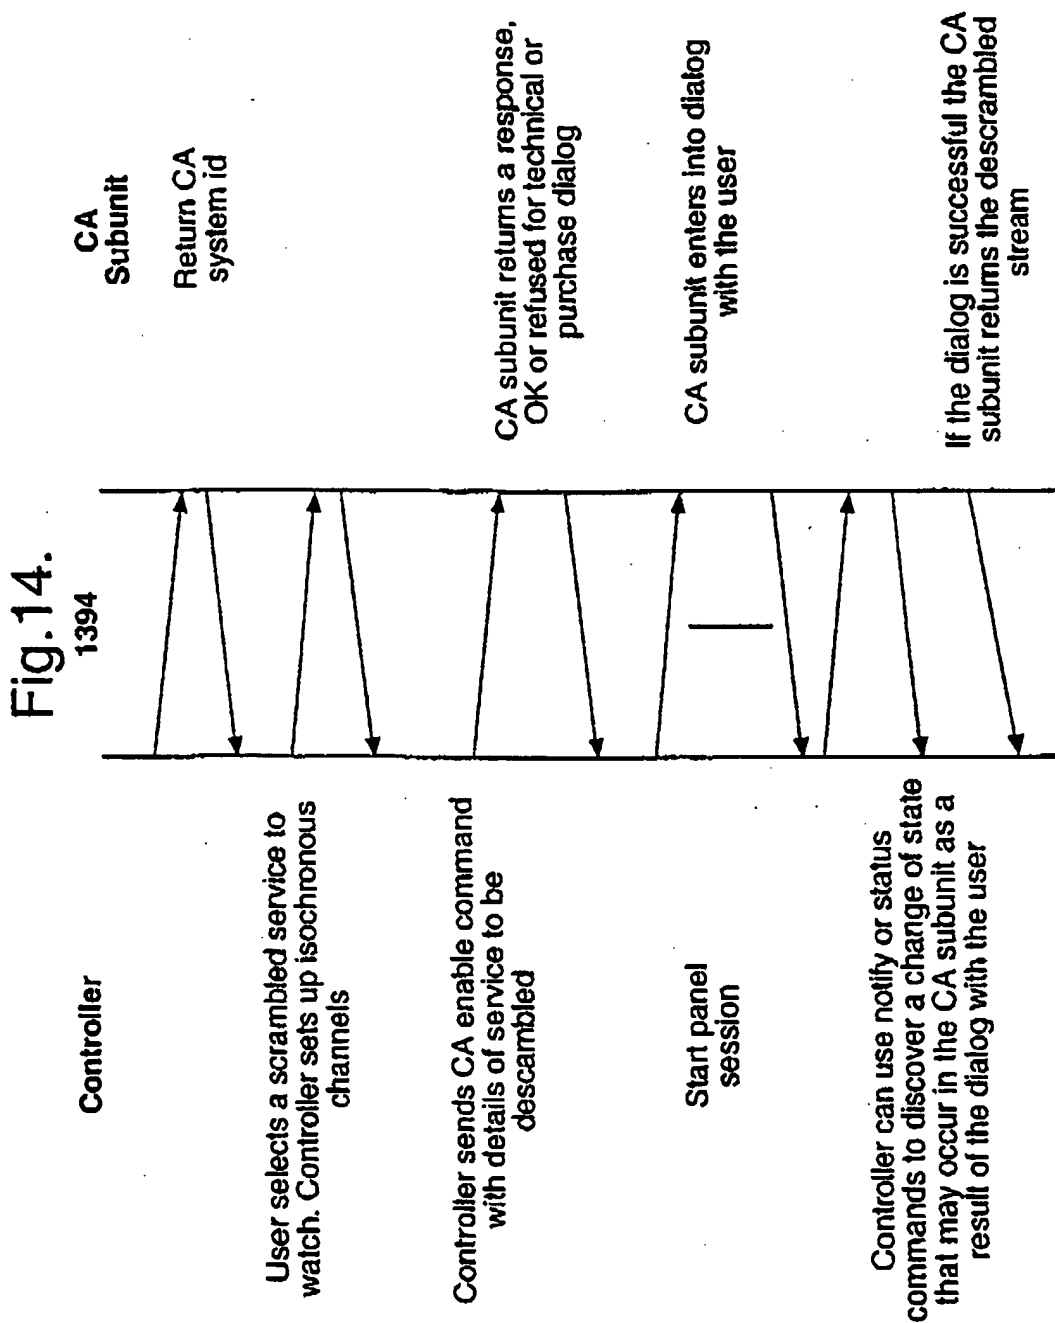 Fig.14.
1394
Controller
CA
Subunit
Return CA
system id
User selects a scrambled service to
watch. Controller sets up isochronous
channels
Controller sends CA enable command
with details of service to be
descambled
CA subunit returns a response,
OK or refused for technical or
purchase dialog
Start panel
session
CA subunit enters into dialog
with the user
Controller can use notify or status
commands to discover a change of state
that may occur in the CA subunit as a
result of the dialog with the user
If the dialog is successful the CA
subunit returns the descrambled
stream